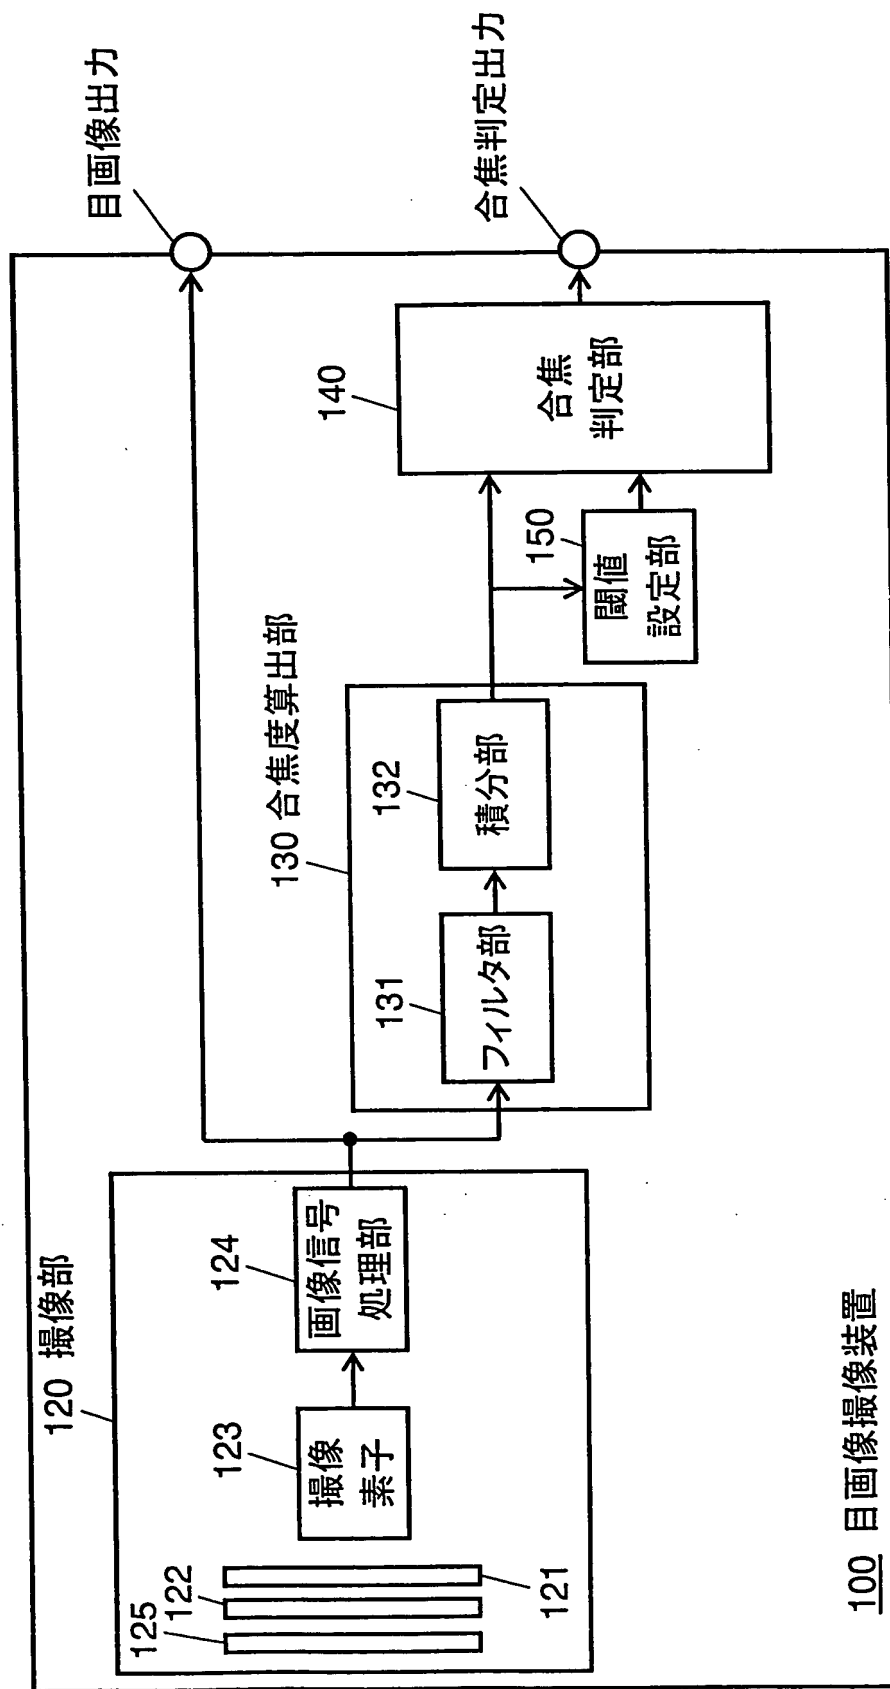 120 撮像部
125
122
121
123
撮像
素子
124
画像信号
処理部
130 合焦度算出部
131
フィルタ部
132
積分部
150
閾値
設定部
140
合焦
判定部
目画像出力
合焦判定出力
100 目画像撮像装置